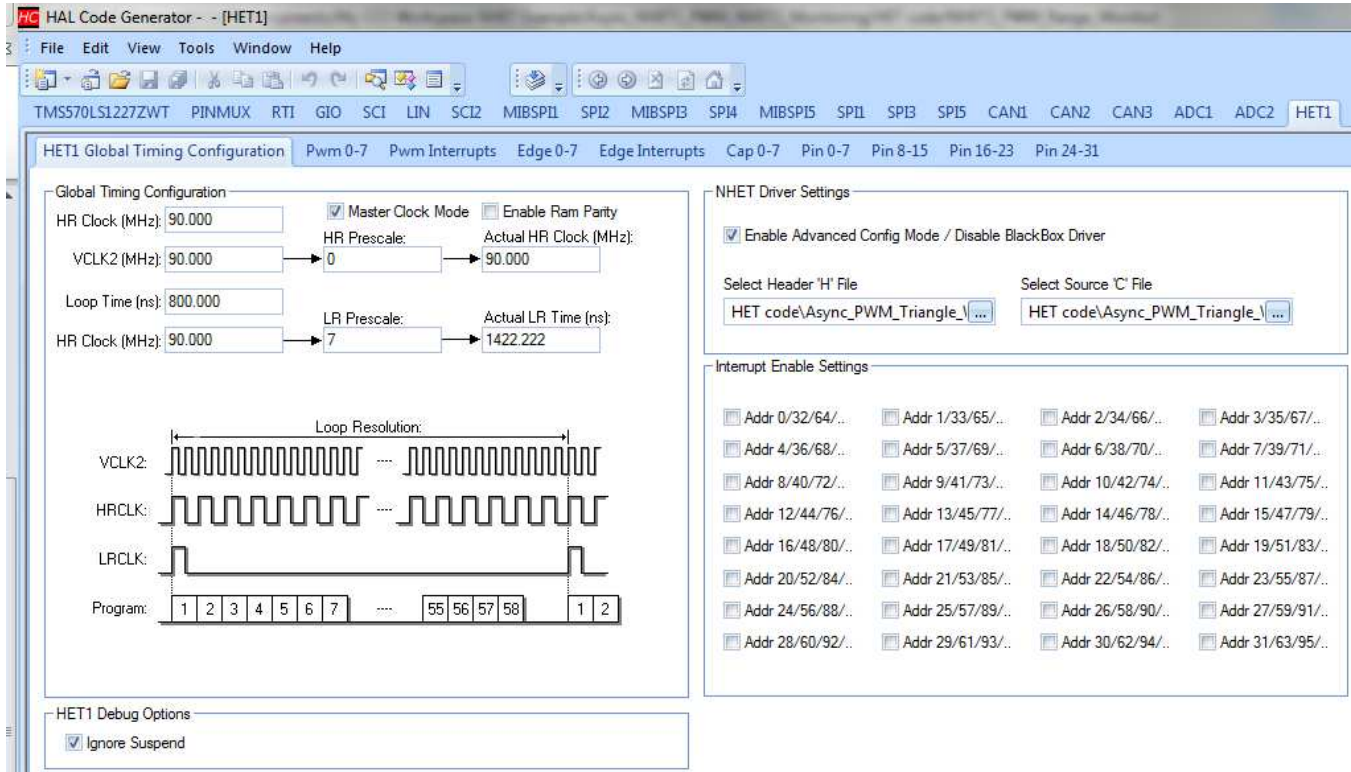 HC HAL Code Generator - - [HET1]
File Edit View Tools Window Help
TMS570LS1227ZWT PINMUX RTI GIO SCI LIN SCI2 MIBSPI1 SPI2 MIBSPI3 SPI4 MIBSPI5 SPI1 SPI3 SPI5 CAN1 CAN2 CAN3 ADC1 ADC2 HET1
HET1 Global Timing Configuration Pwm 0-7 Pwm Interrupts Edge 0-7 Edge Interrupts Cap 0-7 Pin 0-7 Pin 8-15 Pin 16-23 Pin 24-31
Global Timing Configuration
HR Clock (MHz): 90.000
Master Clock Mode Enable Ram Parity
HR Prescale: Actual HR Clock (MHz):
VCLK2 (MHz): 90.000 0 90.000
Loop Time (ns): 800.000
LR Prescale: Actual LR Time (ns):
HR Clock (MHz): 90.000 7 1422.222
Loop Resolution:
VCLK2: ----
HRCLK: ----
LRCLK:
Program: 1 2 3 4 5 6 7 ---- 55 56 57 58 1 2
HET1 Debug Options
Ignore Suspend
NHET Driver Settings
Enable Advanced Config Mode / Disable BlackBox Driver
Select Header 'H' File Select Source 'C' File
HET code\Async_PWM_Triangle_\ ... HET code\Async_PWM_Triangle_\ ...
Interrupt Enable Settings
Addr 0/32/64/.. Addr 1/33/65/.. Addr 2/34/66/.. Addr 3/35/67/..
Addr 4/36/68/.. Addr 5/37/69/.. Addr 6/38/70/.. Addr 7/39/71/..
Addr 8/40/72/.. Addr 9/41/73/.. Addr 10/42/74/.. Addr 11/43/75/..
Addr 12/44/76/.. Addr 13/45/77/.. Addr 14/46/78/.. Addr 15/47/79/..
Addr 16/48/80/.. Addr 17/49/81/.. Addr 18/50/82/.. Addr 19/51/83/..
Addr 20/52/84/.. Addr 21/53/85/.. Addr 22/54/86/.. Addr 23/55/87/..
Addr 24/56/88/.. Addr 25/57/89/.. Addr 26/58/90/.. Addr 27/59/91/..
Addr 28/60/92/.. Addr 29/61/93/.. Addr 30/62/94/.. Addr 31/63/95/..